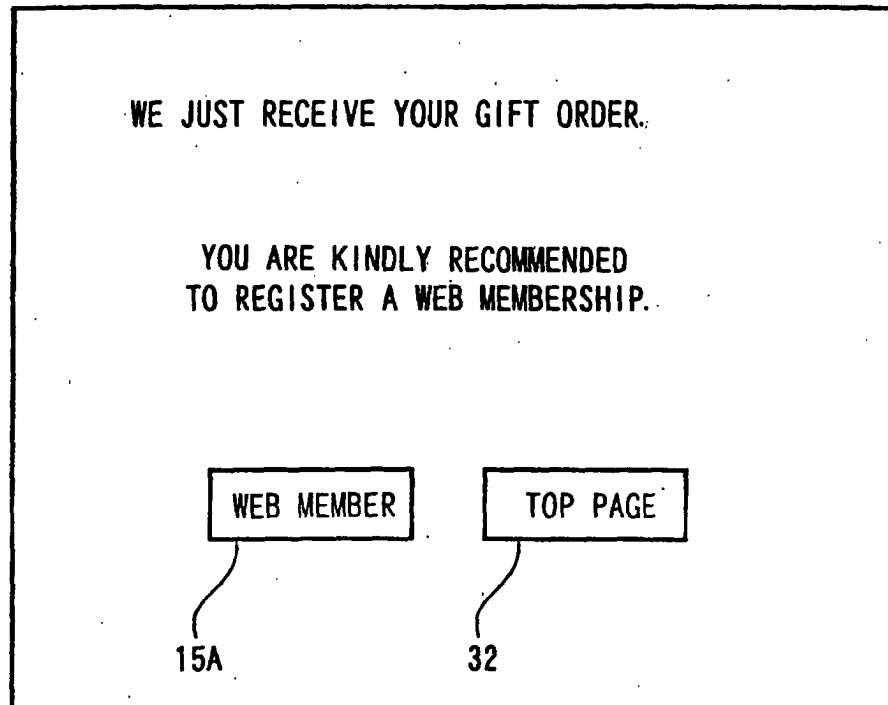 WE JUST RECEIVE YOUR GIFT ORDER.
YOU ARE KINDLY RECOMMENDED
TO REGISTER A WEB MEMBERSHIP.
WEB MEMBER
TOP PAGE
15A
32